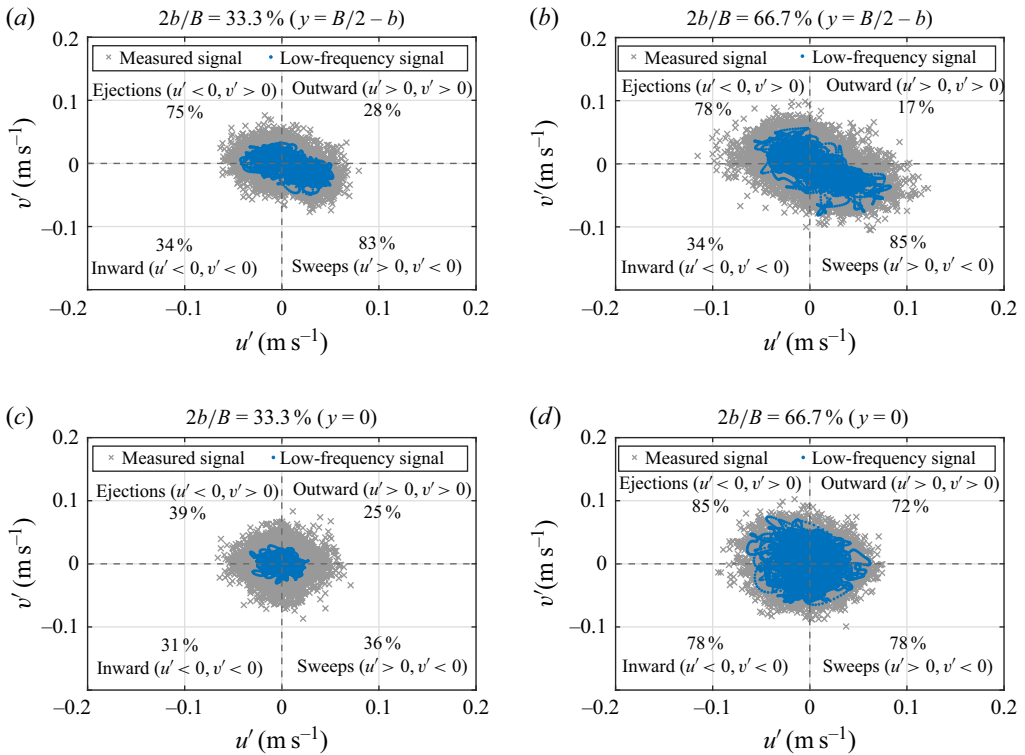 (a)
2b/B = 33.3 % (y = B/2 – b)
0.2
× Measured signal • Low-frequency signal
Ejections (u′ < 0, v′ > 0) Outward (u′ > 0, v′ > 0)
0.1
75 % 28 %
v′ (m s⁻¹)
0
−0.1
34 % 83 %
Inward (u′ < 0, v′ < 0) Sweeps (u′ > 0, v′ < 0)
−0.2 −0.1 0 0.1 0.2
u′ (m s⁻¹)
(b)
2b/B = 66.7 % (y = B/2 – b)
0.2
× Measured signal • Low-frequency signal
Ejections (u′ < 0, v′ > 0) Outward (u′ > 0, v′ > 0)
0.1
78 % 17 %
v′(m s⁻¹)
0
−0.1
34 % 85 %
Inward (u′ < 0, v′ < 0) Sweeps (u′ > 0, v′ < 0)
−0.2 −0.1 0 0.1 0.2
u′ (m s⁻¹)
(c)
2b/B = 33.3 % (y = 0)
0.2
× Measured signal • Low-frequency signal
Ejections (u′ < 0, v′ > 0) Outward (u′ > 0, v′ > 0)
0.1
39 % 25 %
v′ (m s⁻¹)
0
−0.1
31 % 36 %
Inward (u′ < 0, v′ < 0) Sweeps (u′ > 0, v′ < 0)
−0.2 −0.1 0 0.1 0.2
u′ (m s⁻¹)
(d)
2b/B = 66.7 % (y = 0)
0.2
× Measured signal • Low-frequency signal
Ejections (u′ < 0, v′ > 0) Outward (u′ > 0, v′ > 0)
0.1
85 % 72 %
v′ (m s⁻¹)
0
−0.1
78 % 78 %
Inward (u′ < 0, v′ < 0) Sweeps (u′ > 0, v′ < 0)
−0.2 −0.1 0 0.1 0.2
u′ (m s⁻¹)